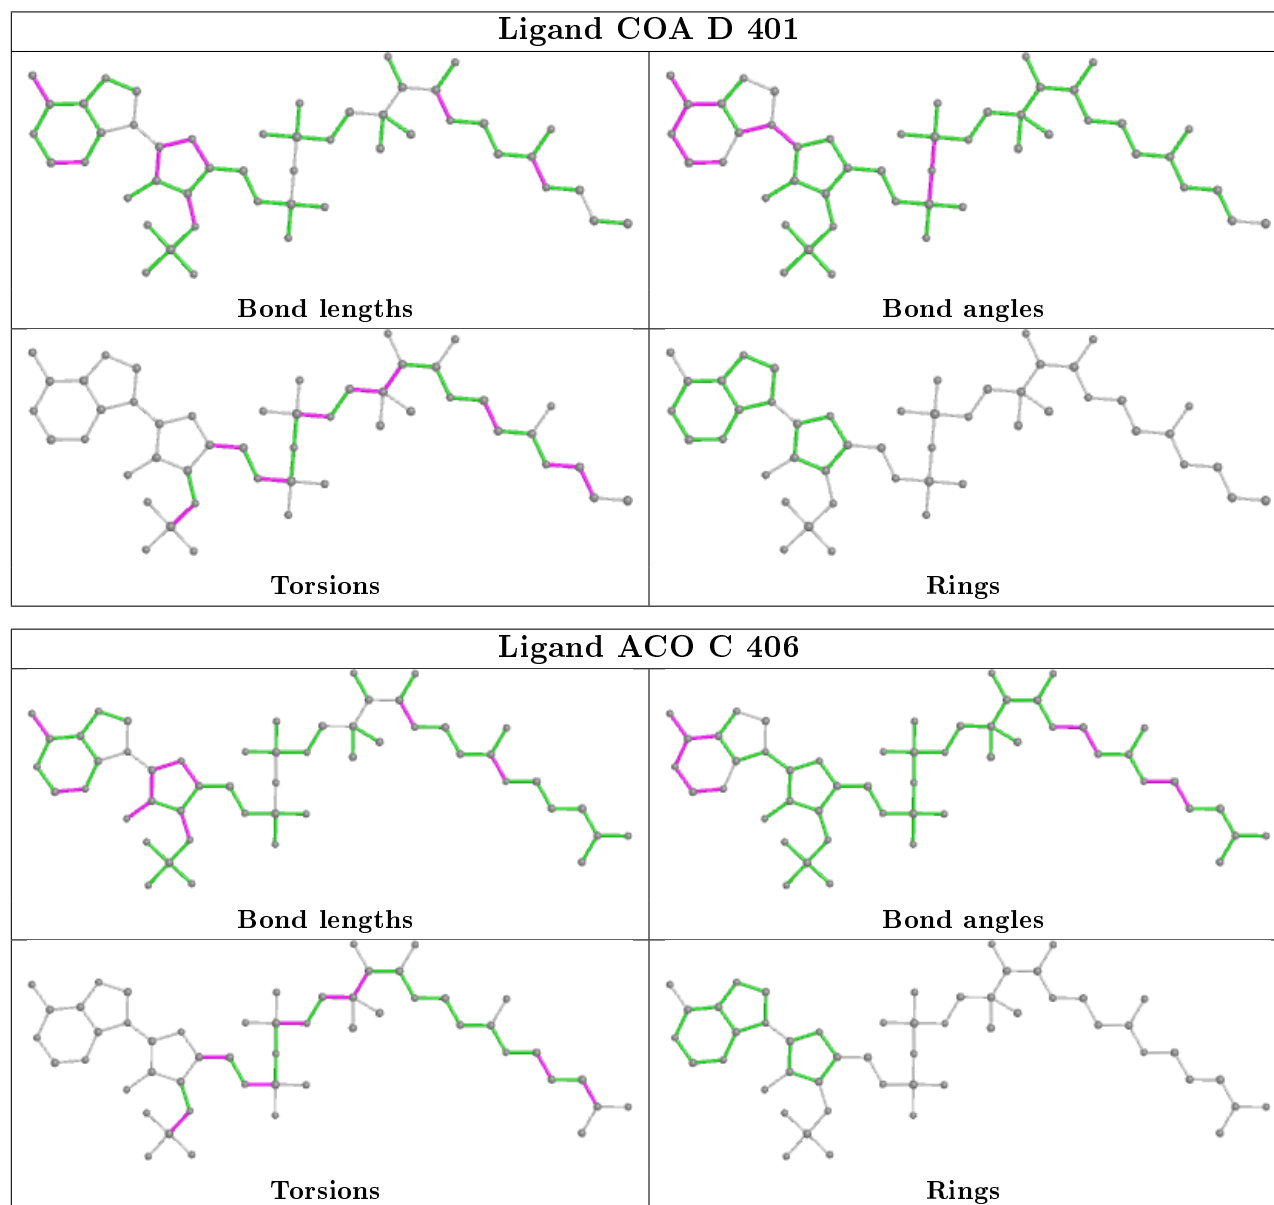 Ligand COA D 401
Bond lengths
Bond angles
Torsions
Rings
Ligand ACO C 406
Bond lengths
Bond angles
Torsions
Rings